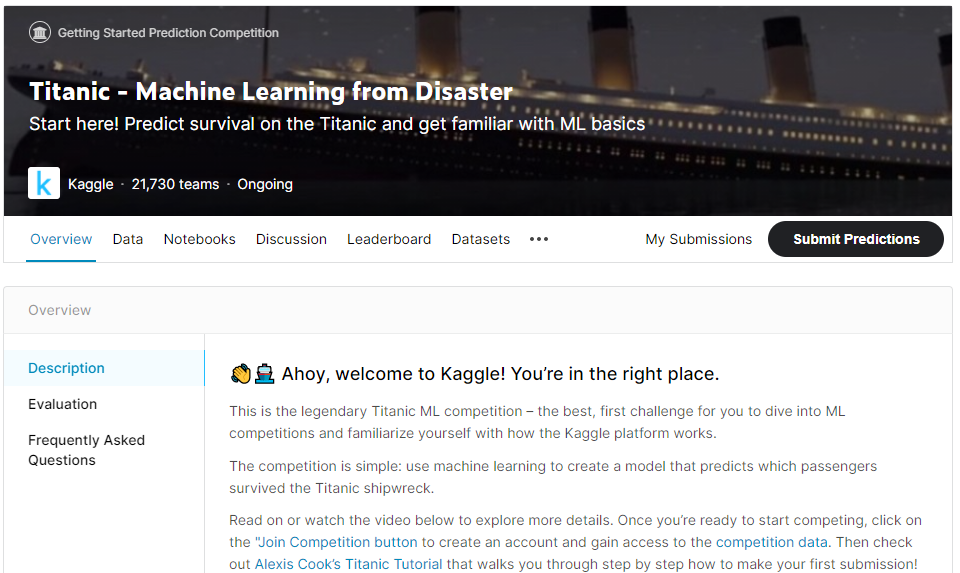 Getting Started Prediction Competition
Titanic - Machine Learning from Disaster
Start here! Predict survival on the Titanic and get familiar with ML basics
k Kaggle · 21,730 teams · Ongoing
Overview Data Notebooks Discussion Leaderboard Datasets ••• My Submissions Submit Predictions
Overview
Description
Evaluation
Frequently Asked
Questions
👋🚢 Ahoy, welcome to Kaggle! You’re in the right place.
This is the legendary Titanic ML competition – the best, first challenge for you to dive into ML
competitions and familiarize yourself with how the Kaggle platform works.
The competition is simple: use machine learning to create a model that predicts which passengers
survived the Titanic shipwreck.
Read on or watch the video below to explore more details. Once you’re ready to start competing, click on
the "Join Competition button to create an account and gain access to the competition data. Then check
out Alexis Cook’s Titanic Tutorial that walks you through step by step how to make your first submission!